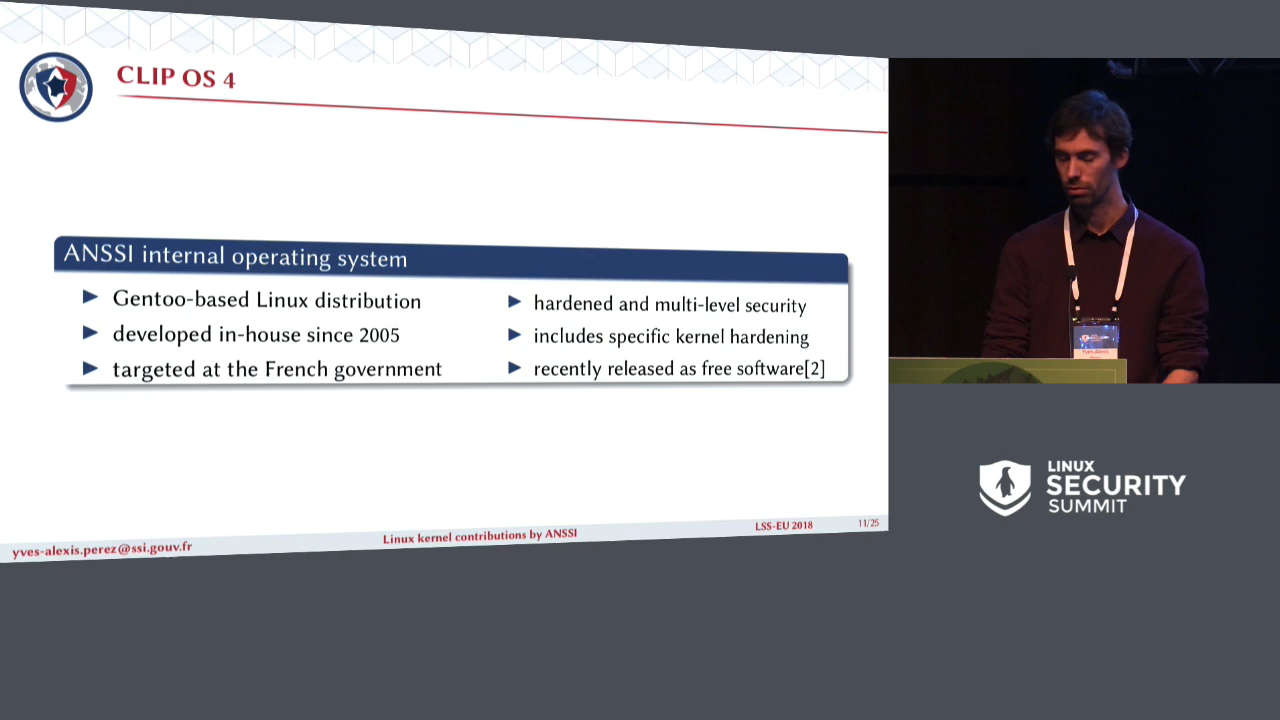 CLIP OS 4
ANSSI internal operating system
Gentoo-based Linux distribution
developed in-house since 2005
targeted at the French government
hardened and multi-level security
includes specific kernel hardening
recently released as free software[2]
yves-alexis.perez@ssi.gouv.fr
Linux kernel contributions by ANSSI
LSS-EU 2018
11/25
LINUX
SECURITY
SUMMIT